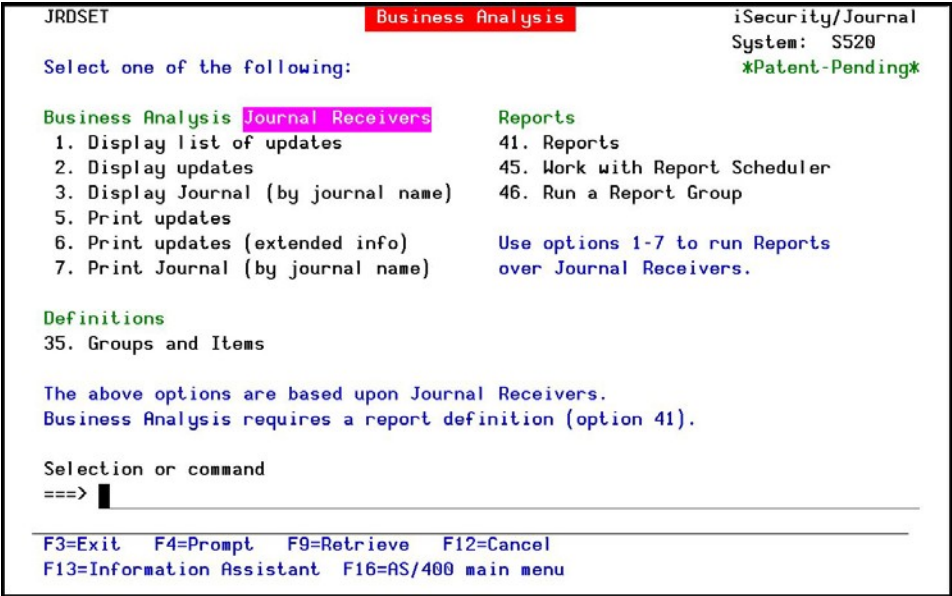 JRDSET Business Analysis iSecurity/Journal
System: S520
Select one of the following: *Patent-Pending*
Business Analysis Journal Receivers Reports
1. Display list of updates 41. Reports
2. Display updates 45. Work with Report Scheduler
3. Display Journal (by journal name) 46. Run a Report Group
5. Print updates
6. Print updates (extended info) Use options 1-7 to run Reports
7. Print Journal (by journal name) over Journal Receivers.
Definitions
35. Groups and Items
The above options are based upon Journal Receivers.
Business Analysis requires a report definition (option 41).
Selection or command
===>
F3=Exit F4=Prompt F9=Retrieve F12=Cancel
F13=Information Assistant F16=AS/400 main menu